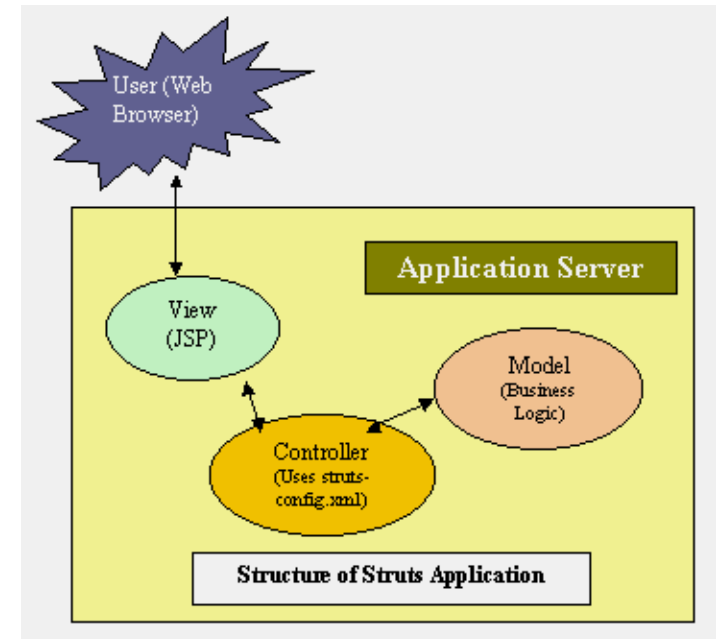 User (Web
Browser)
Application Server
View
(JSP)
Model
(Business
Logic)
Controller
(Uses struts-
config.xml)
Structure of Struts Application